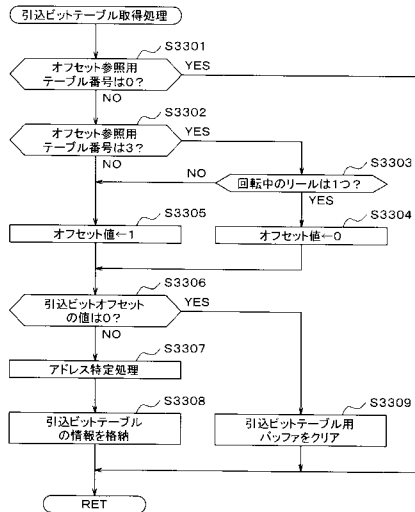 引込ビットテーブル取得処理
S3301
オフセット参照用
テーブル番号は0?
YES
NO
S3302
オフセット参照用
テーブル番号は3?
YES
NO
S3303
回転中のリールは1つ?
NO
YES
S3305
オフセット値←1
S3304
オフセット値←0
S3306
引込ビットオフセット
の値は0?
YES
NO
S3307
アドレス特定処理
S3308
引込ビットテーブル
の情報を格納
S3309
引込ビットテーブル用
バッファをクリア
RET